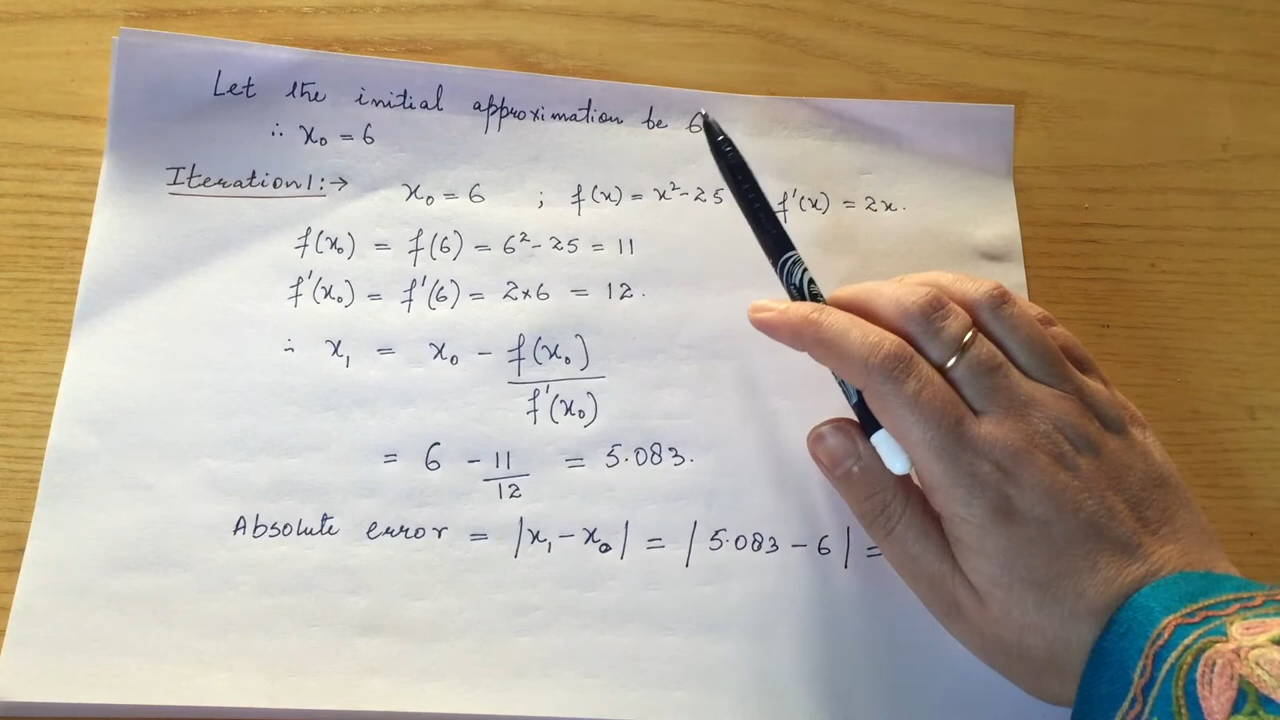 Let the initial approximation be 6
∴ x₀ = 6
Iteration 1:→ x₀ = 6 ; f(x) = x² - 25 f'(x) = 2x.
f(x₀) = f(6) = 6² - 25 = 11
f'(x₀) = f'(6) = 2×6 = 12.
∴ x₁ = x₀ - f(x₀)
f'(x₀)
= 6 - 11 = 5.083.
12
Absolute error = |x₁ - x₀| = | 5.083 - 6 | =